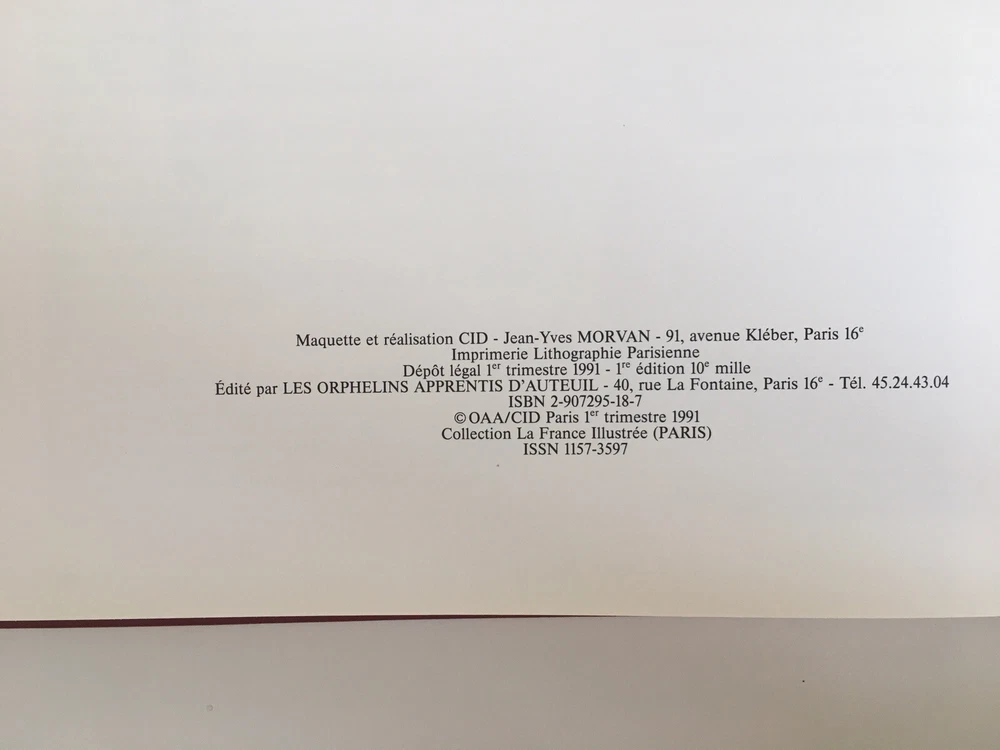 Maquette et réalisation CID - Jean-Yves MORVAN - 91, avenue Kléber, Paris 16e
Imprimerie Lithographie Parisienne
Dépôt légal 1er trimestre 1991 - 1re édition 10e mille
Édité par LES ORPHELINS APPRENTIS D'AUTEUIL - 40, rue La Fontaine, Paris 16e - Tél. 45.24.43.04
ISBN 2-907295-18-7
© OAA/CID Paris 1er trimestre 1991
Collection La France Illustrée (PARIS)
ISSN 1157-3597